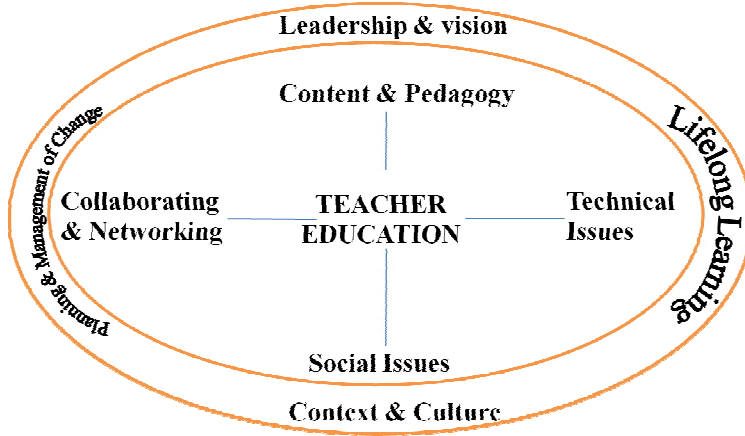 Leadership & vision
Content & Pedagogy
Planning & Management of Change
Collaborating
& Networking
TEACHER
EDUCATION
Technical
Issues
Lifelong Learning
Social Issues
Context & Culture